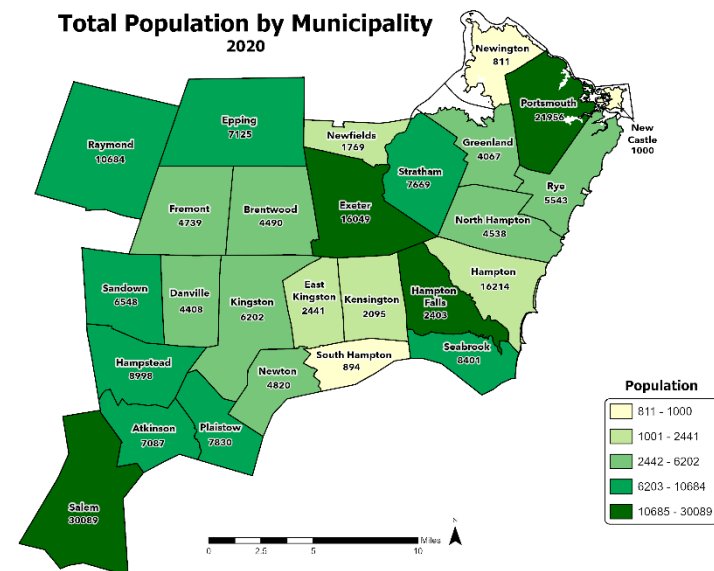 Total Population by Municipality
2020
Newington
811
Portsmouth
21956
New
Castle
1000
Epping
7125
Raymond
10684
Newfields
1769
Greenland
4067
Stratham
7669
Rye
5543
Exeter
16049
Fremont
4739
Brentwood
4490
North Hampton
4538
Hampton
16214
East
Kingston
2441
Kensington
2095
Hampton
Falls
2403
Sandown
6548
Danville
4408
Kingston
6202
Seabrook
8401
South Hampton
894
Hampstead
8998
Newton
4820
Atkinson
7087
Plaistow
7830
Salem
30089
Population
811 - 1000
1001 - 2441
2442 - 6202
6203 - 10684
10685 - 30089
N
Miles
0 2.5 5 10